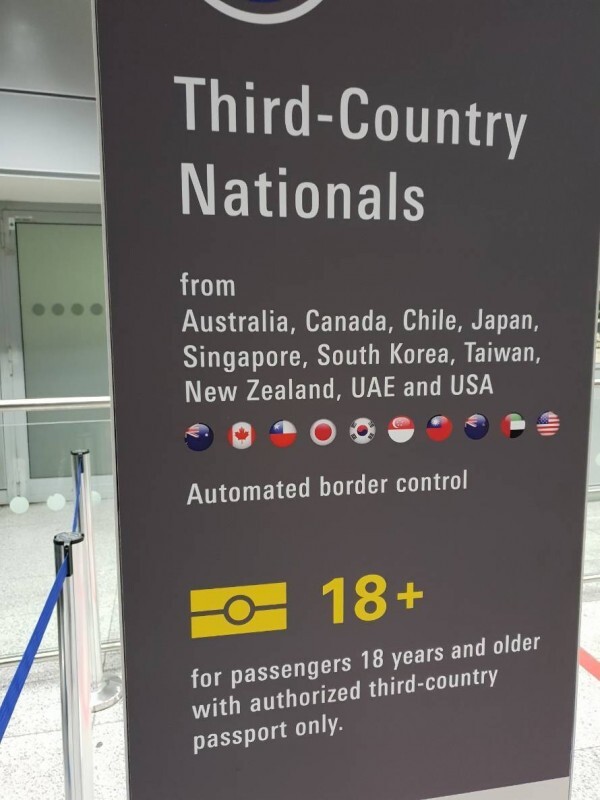 Third-Country
Nationals
from
Australia, Canada, Chile, Japan,
Singapore, South Korea, Taiwan,
New Zealand, UAE and USA
Automated border control
18+
for passengers 18 years and older
with authorized third-country
passport only.